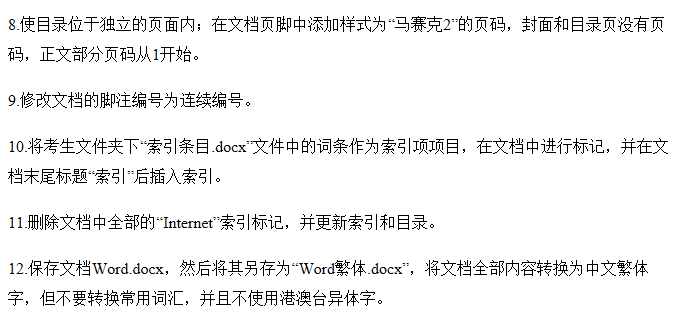 8.使目录位于独立的页面内；在文档页脚中添加样式为“马赛克2”的页码，封面和目录页没有页
码，正文部分页码从1开始。
9.修改文档的脚注编号为连续编号。
10.将考生文件夹下“索引条目.docx”文件中的词条作为索引项项目，在文档中进行标记，并在文
档末尾标题“索引”后插入索引。
11.删除文档中全部的“Internet”索引标记，并更新索引和目录。
12.保存文档Word.docx，然后将其另存为“Word繁体.docx”，将文档全部内容转换为中文繁体
字，但不要转换常用词汇，并且不使用港澳台异体字。